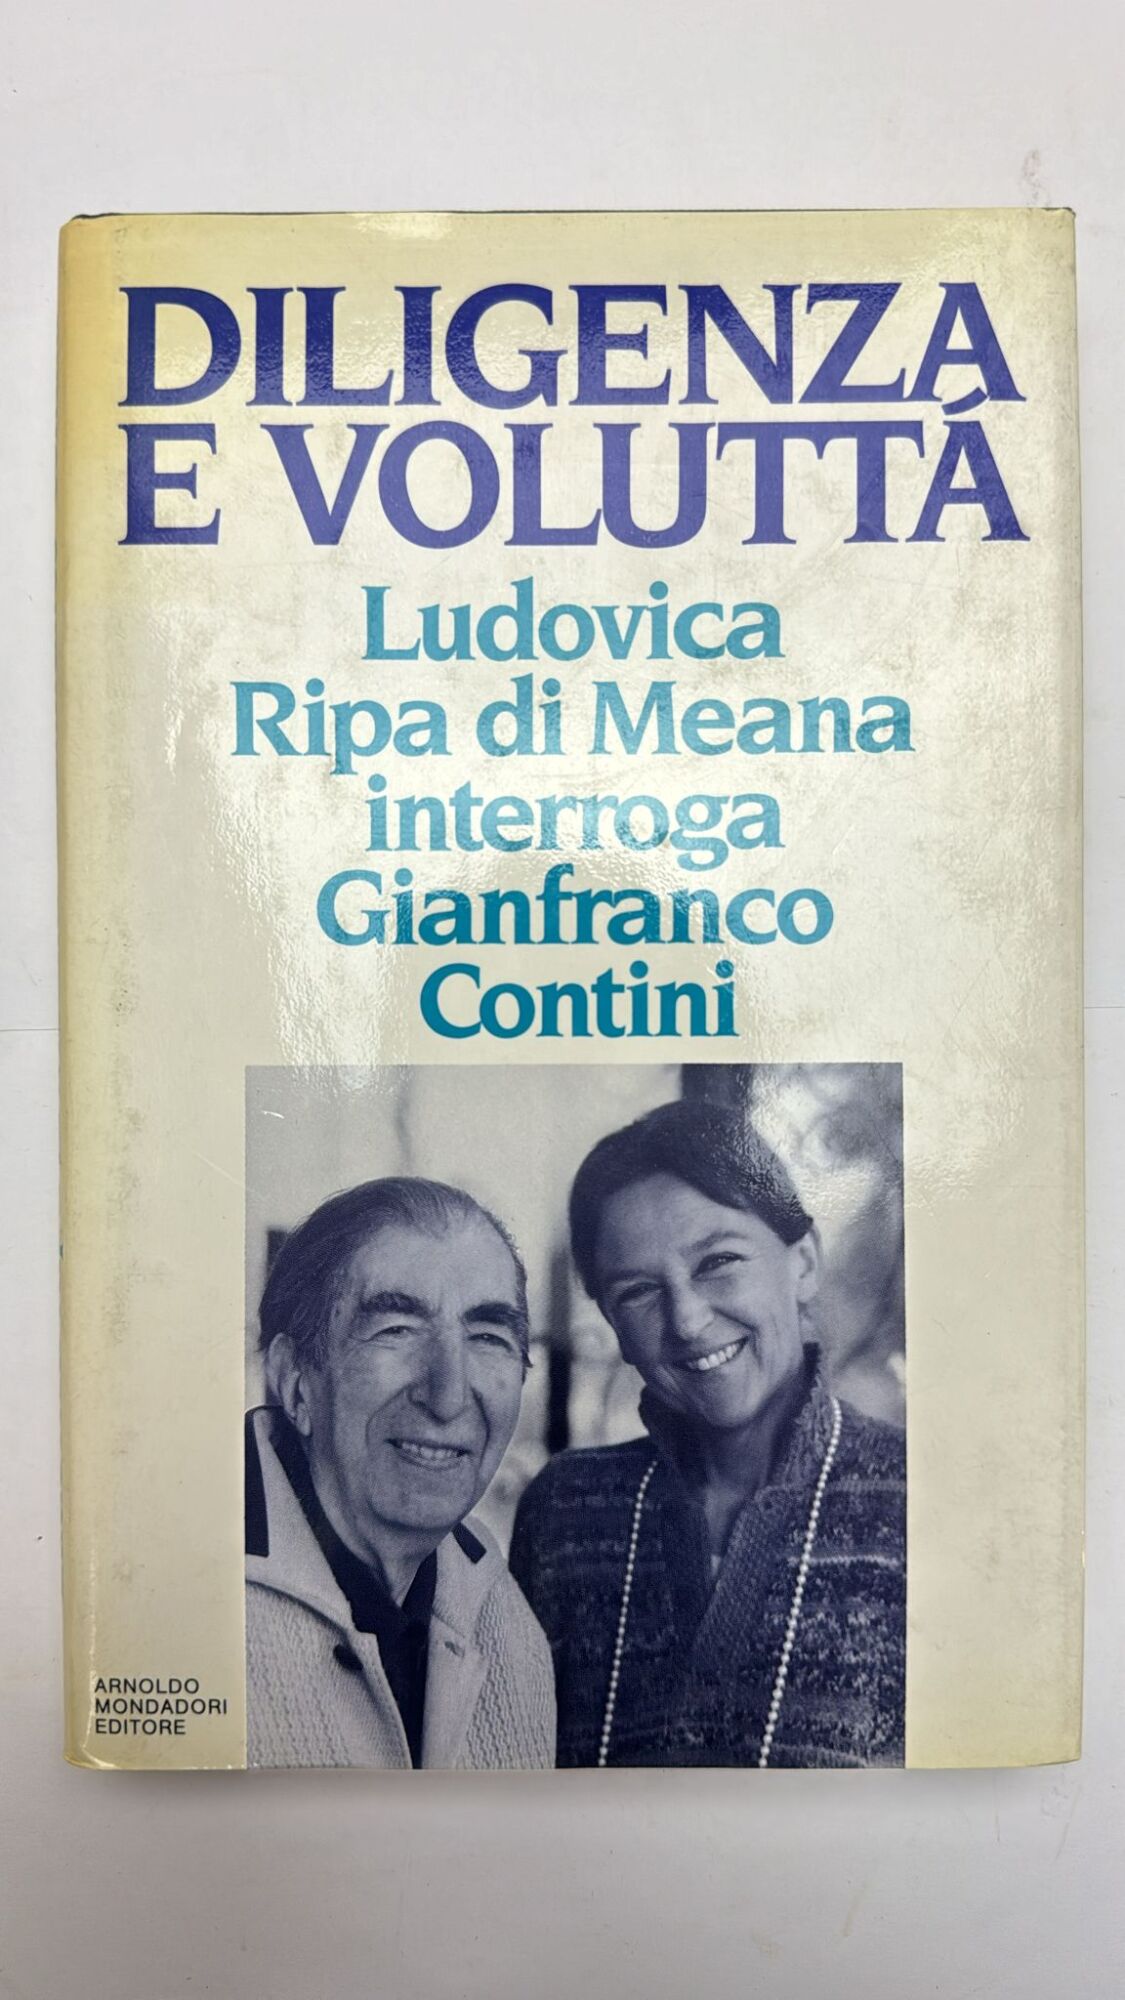 DILIGENZA
E VOLUTTÁ
Ludovica
Ripa di Meana
interroga
Gianfranco
Contini
ARNOLDO
MONDADORI
EDITORE